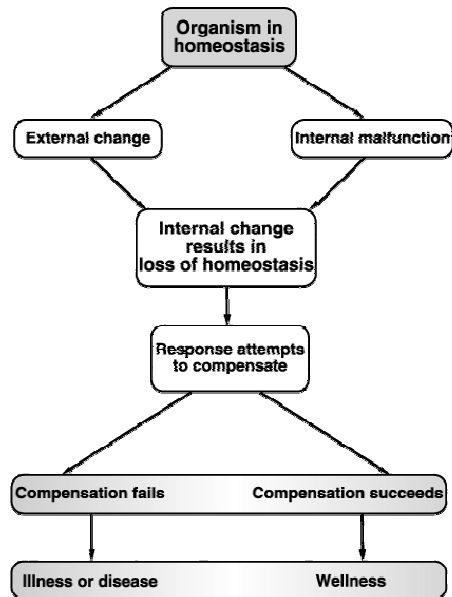 Organism in
homeostasis
External change
Internal malfunction
Internal change
results in
loss of homeostasis
Response attempts
to compensate
Compensation fails
Compensation succeeds
Illness or disease
Wellness